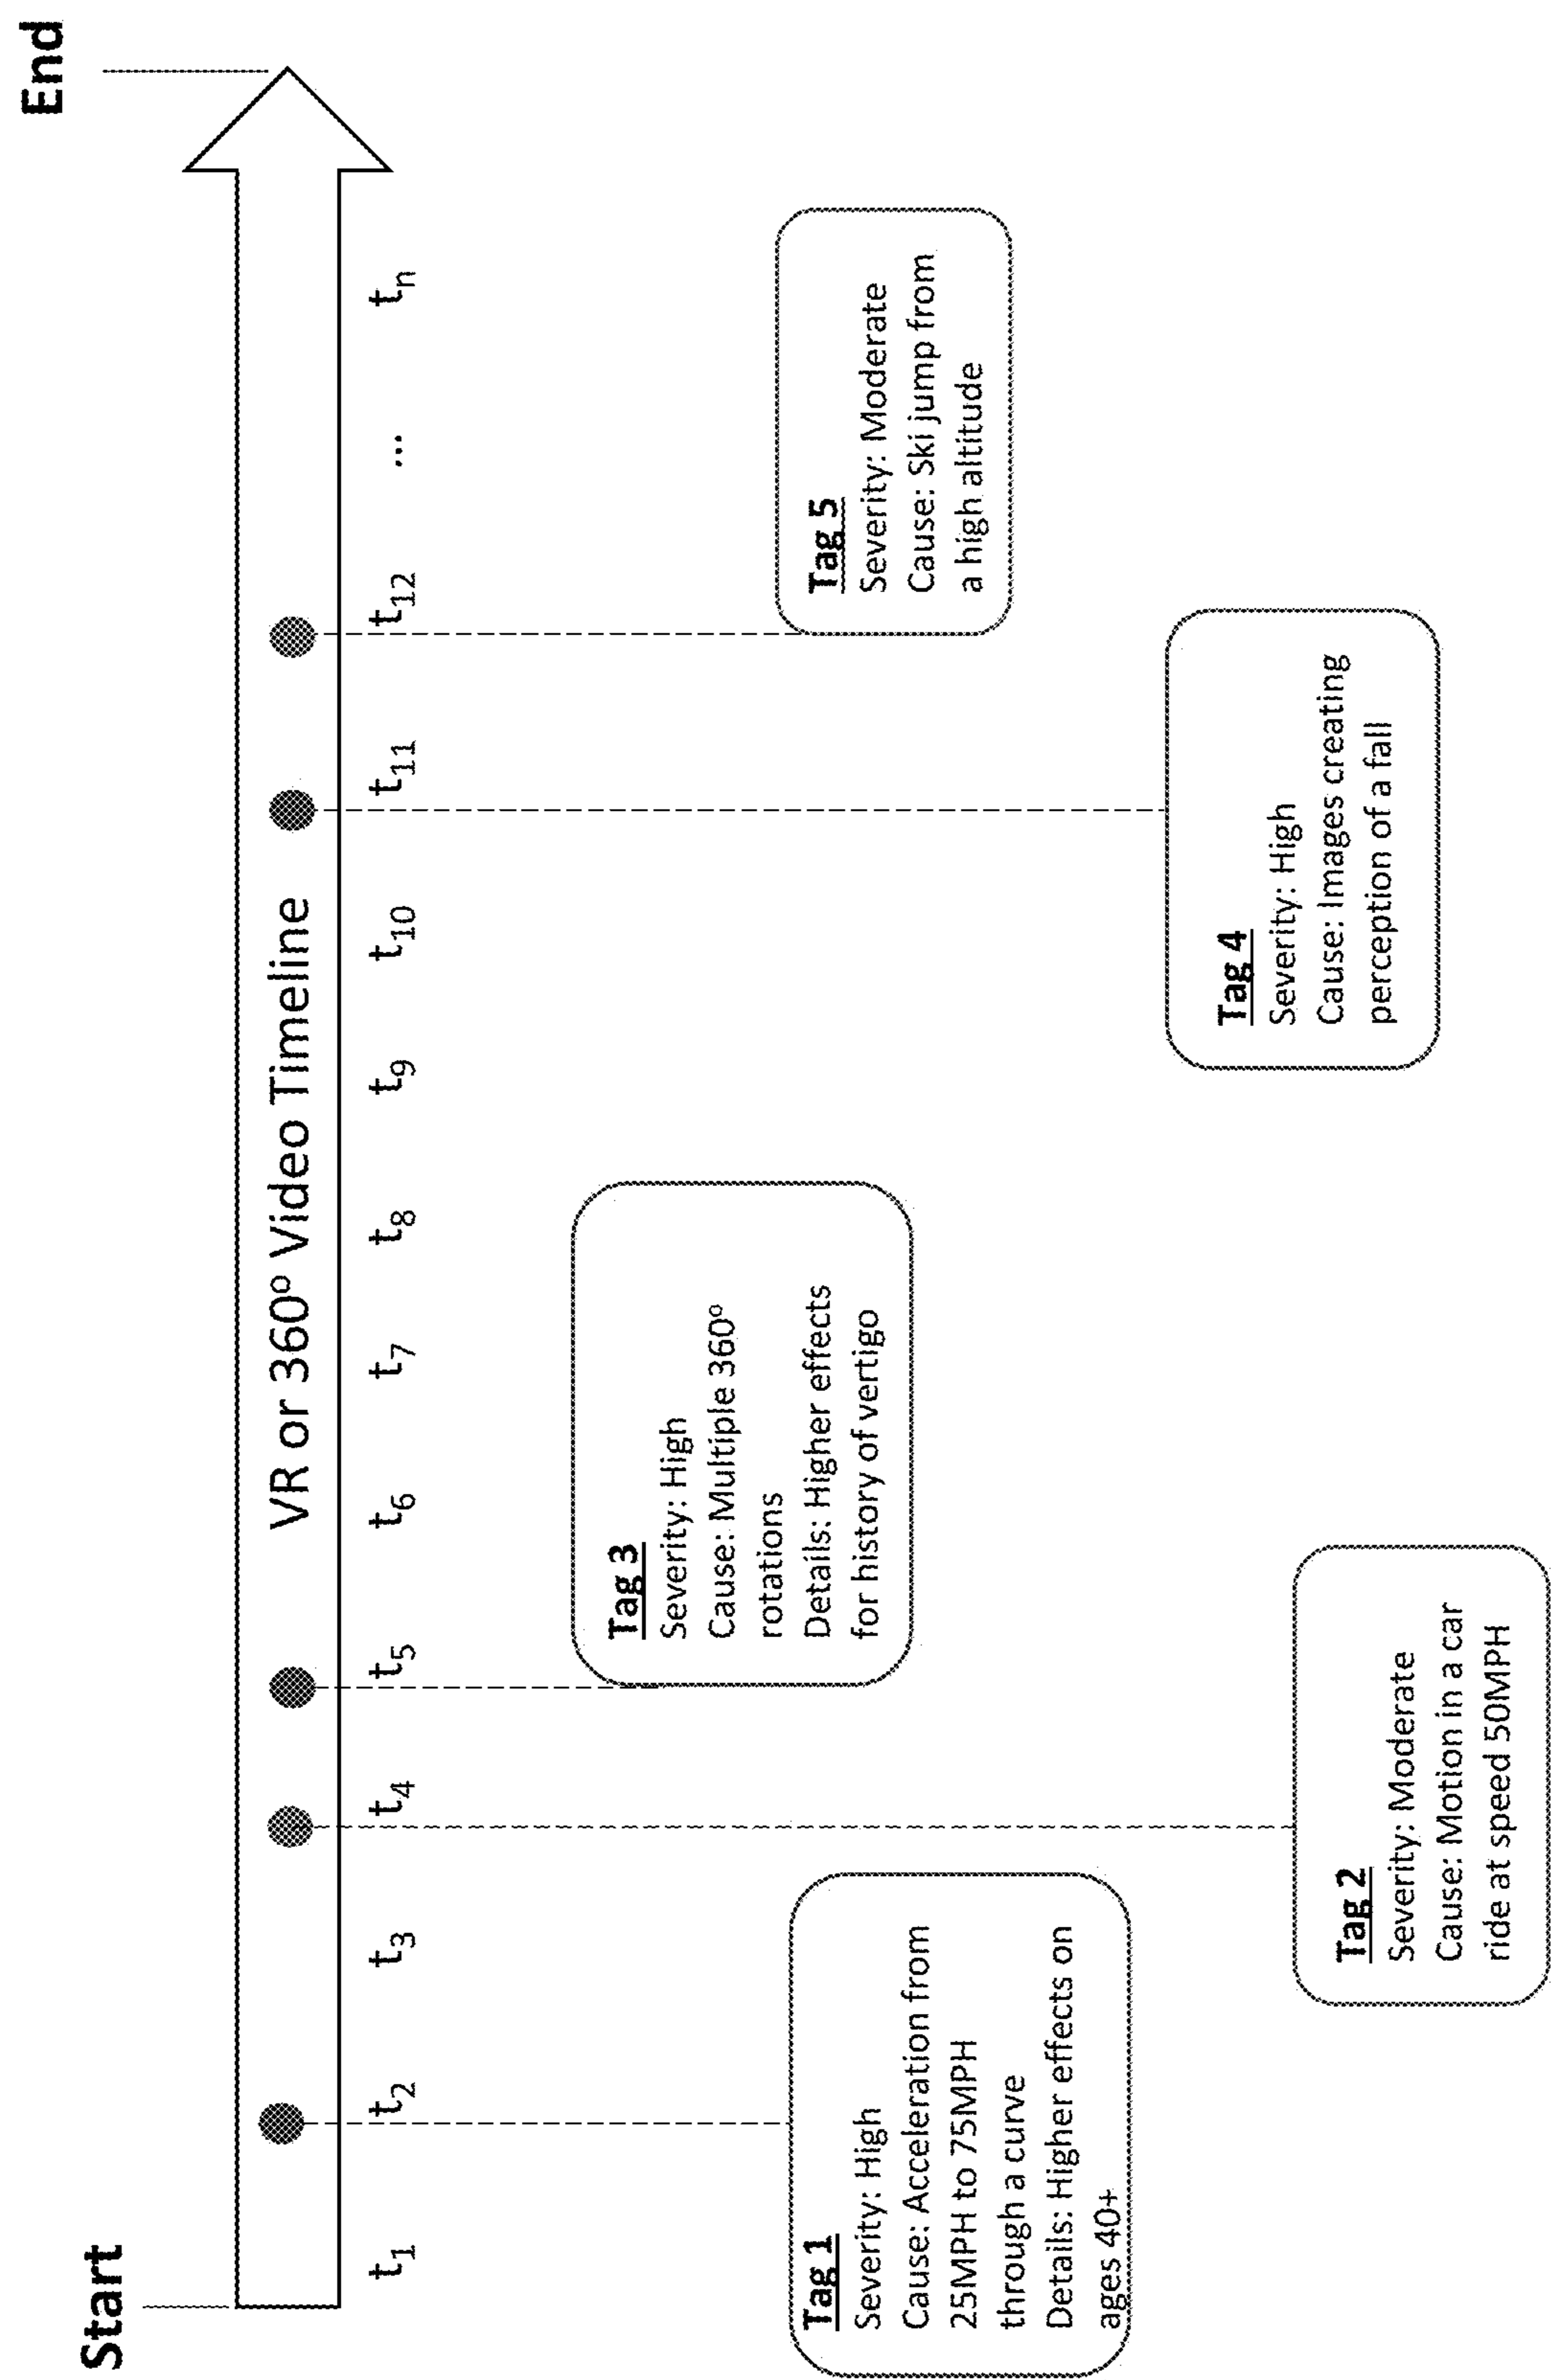 Start
End
VR or 360º Video Timeline
t1
t2
t3
t4
t5
t6
t7
t8
t9
t10
t11
t12
...
tn
Tag 1
Severity: High
Cause: Acceleration from
25MPH to 75MPH
through a curve
Details: Higher effects on
ages 40+
Tag 2
Severity: Moderate
Cause: Motion in a car
ride at speed 50MPH
Tag 3
Severity: High
Cause: Multiple 360º
rotations
Details: Higher effects
for history of vertigo
Tag 4
Severity: High
Cause: Images creating
perception of a fall
Tag 5
Severity: Moderate
Cause: Ski jump from
a high altitude